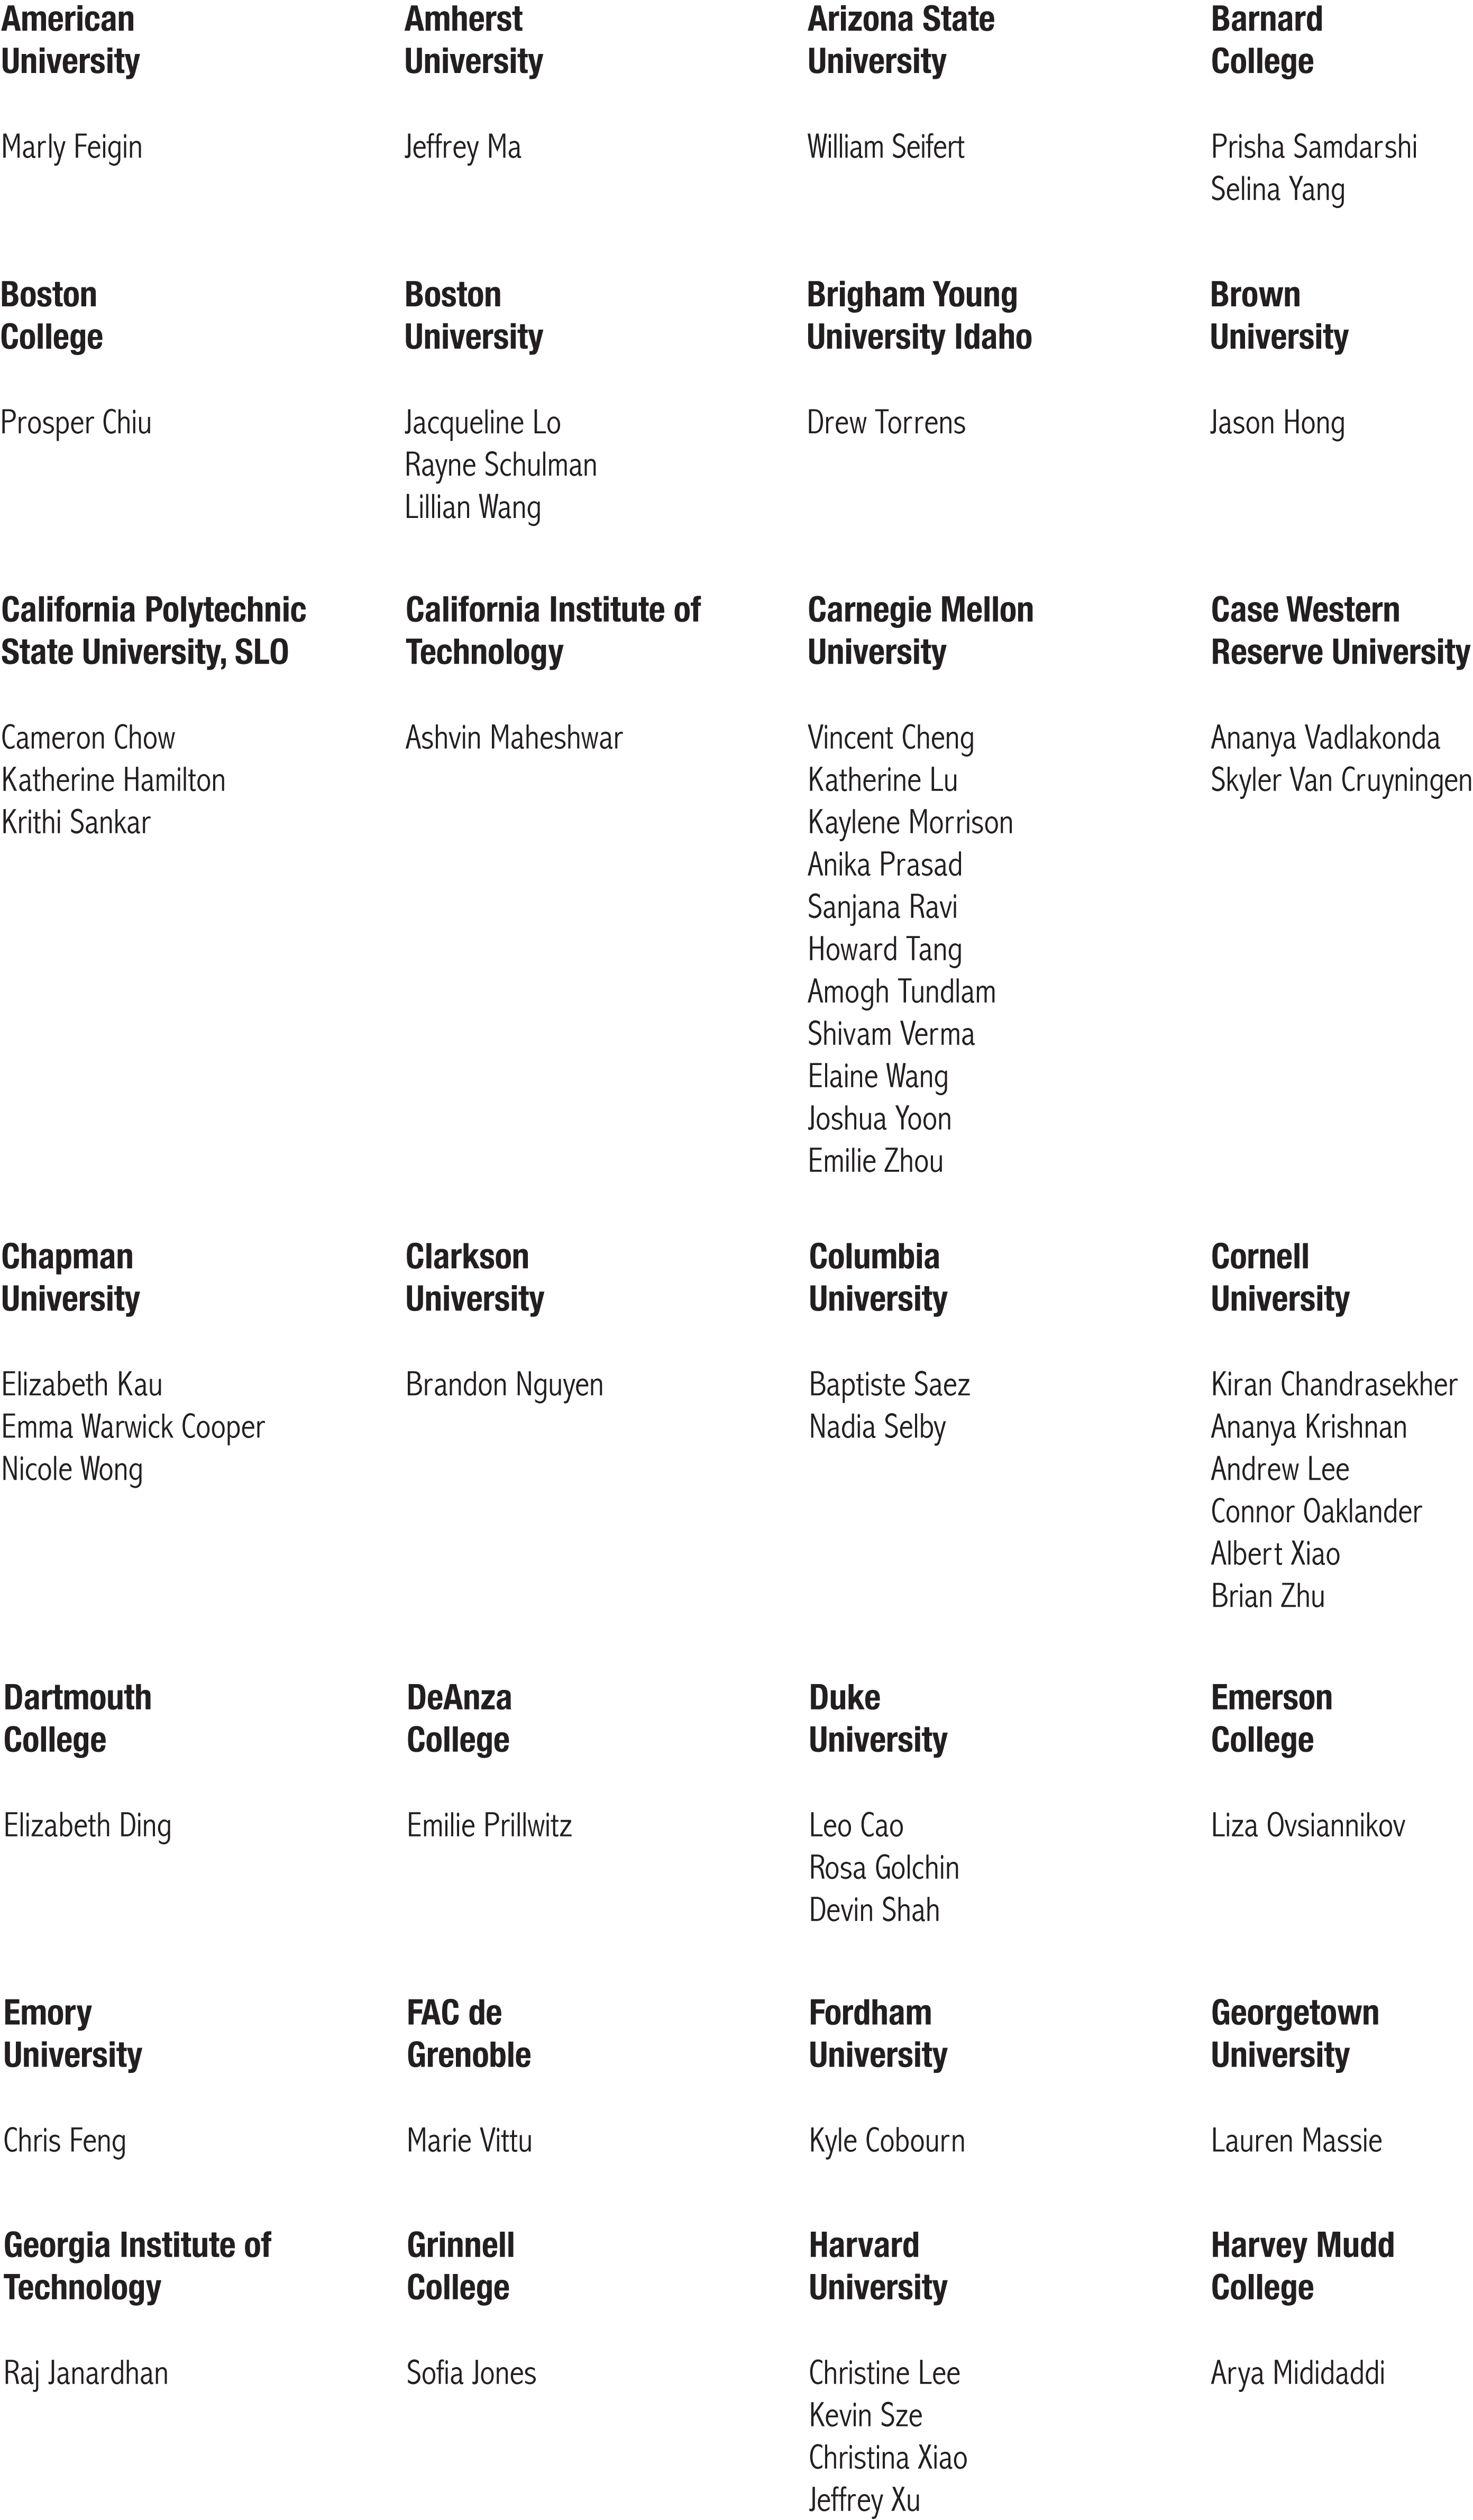 American
University
Marly Feigin
Amherst
University
Jeffrey Ma
Arizona State
University
William Seifert
Barnard
College
Prisha Samdarshi
Selina Yang
Boston
College
Prosper Chiu
Boston
University
Jacqueline Lo
Rayne Schulman
Lillian Wang
Brigham Young
University Idaho
Drew Torrens
Brown
University
Jason Hong
California Polytechnic
State University, SLO
Cameron Chow
Katherine Hamilton
Krithi Sankar
California Institute of
Technology
Ashvin Maheshwar
Carnegie Mellon
University
Vincent Cheng
Katherine Lu
Kaylene Morrison
Anika Prasad
Sanjana Ravi
Howard Tang
Amogh Tundlam
Shivam Verma
Elaine Wang
Joshua Yoon
Emilie Zhou
Case Western
Reserve University
Ananya Vadlakonda
Skyler Van Cruyningen
Chapman
University
Elizabeth Kau
Emma Warwick Cooper
Nicole Wong
Clarkson
University
Brandon Nguyen
Columbia
University
Baptiste Saez
Nadia Selby
Cornell
University
Kiran Chandrasekher
Ananya Krishnan
Andrew Lee
Connor Oaklander
Albert Xiao
Brian Zhu
Dartmouth
College
Elizabeth Ding
DeAnza
College
Emilie Prillwitz
Duke
University
Leo Cao
Rosa Golchin
Devin Shah
Emerson
College
Liza Ovsiannikov
Emory
University
Chris Feng
FAC de
Grenoble
Marie Vittu
Fordham
University
Kyle Cobourn
Georgetown
University
Lauren Massie
Georgia Institute of
Technology
Raj Janardhan
Grinnell
College
Sofia Jones
Harvard
University
Christine Lee
Kevin Sze
Christina Xiao
Jeffrey Xu
Harvey Mudd
College
Arya Mididaddi